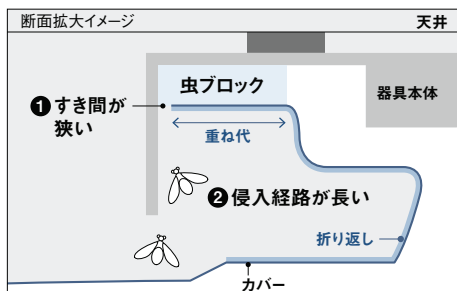 断面拡大イメージ
天井
虫ブロック
器具本体
❶すき間が
狭い
重ね代
❷侵入経路が長い
折り返し
カバー